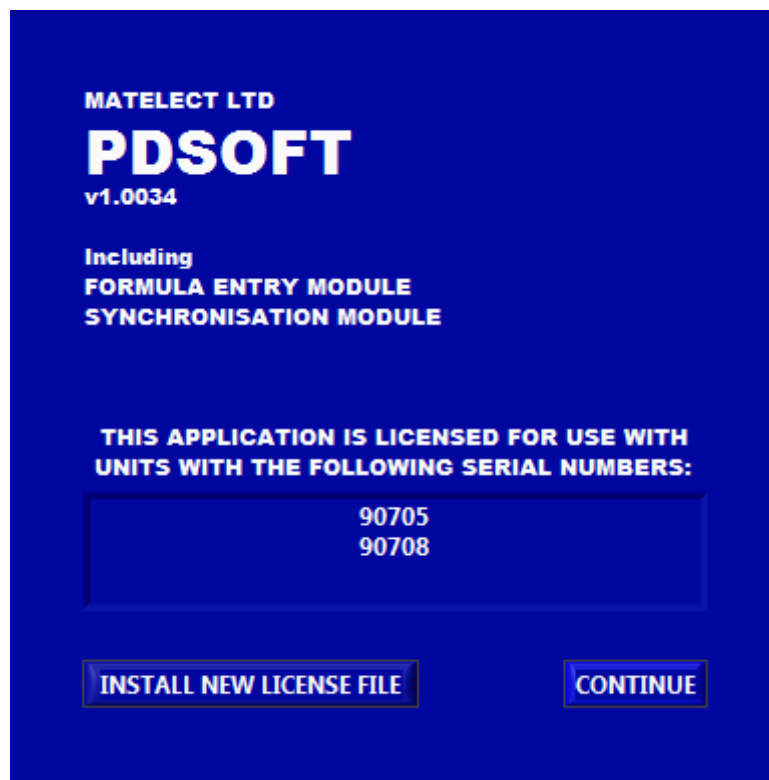 MATELECT LTD
PDSOFT
v1.0034
Including
FORMULA ENTRY MODULE
SYNCHRONISATION MODULE
THIS APPLICATION IS LICENSED FOR USE WITH
UNITS WITH THE FOLLOWING SERIAL NUMBERS:
90705
90708
INSTALL NEW LICENSE FILE
CONTINUE